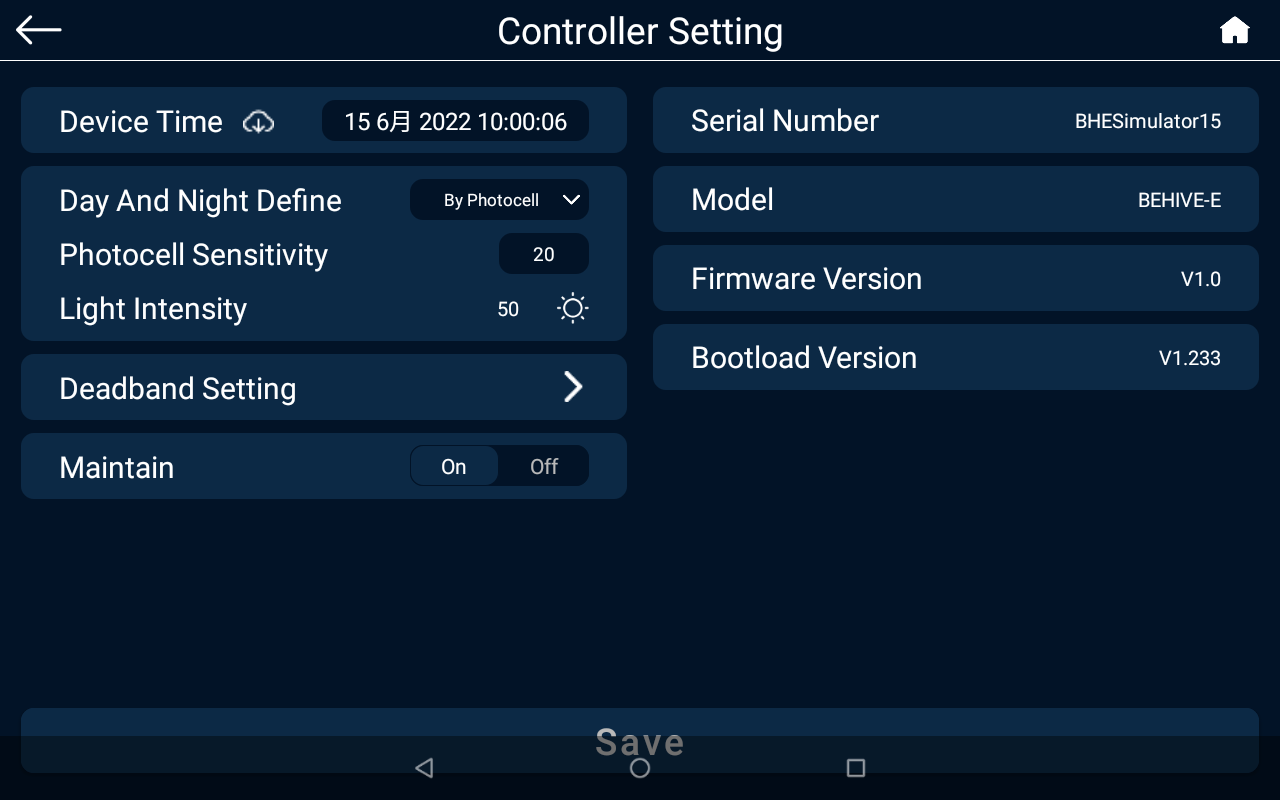 Controller Setting
Device Time
15 6月 2022 10:00:06
Day And Night Define
By Photocell
Photocell Sensitivity
20
Light Intensity
50
Deadband Setting
Maintain
On
Off
Serial Number
BHESimulator15
Model
BEHIVE-E
Firmware Version
V1.0
Bootload Version
V1.233
Save